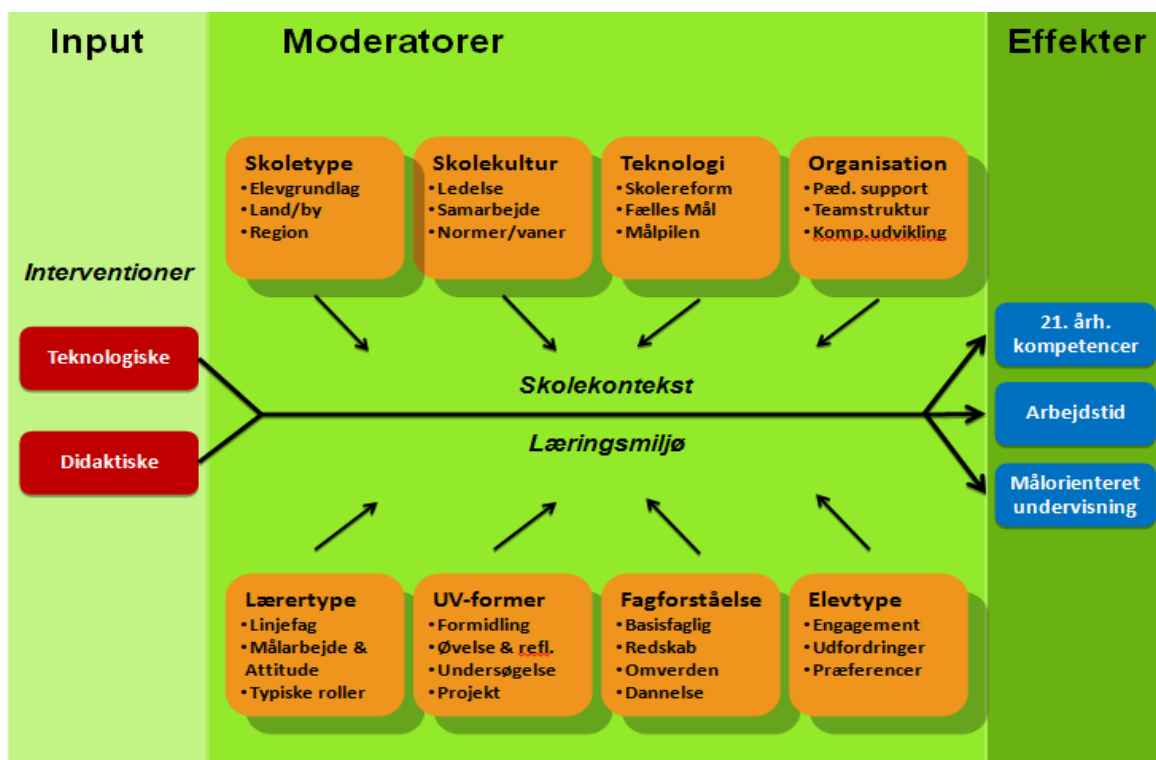 Input
Moderatorer
Effekter
Skoletype
• Elevgrundlag
• Land/by
• Region
Skolekultur
• Ledelse
• Samarbejde
• Normer/vaner
Teknologi
• Skolereform
• Fælles Mål
• Målpilen
Organisation
• Pæd. support
• Teamstruktur
• Komp.udvikling
Interventioner
Teknologiske
Didaktiske
Skolekontekst
Læringsmiljø
21. årh.
kompetencer
Arbejdstid
Målorienteret
undervisning
Lærertype
• Linjefag
• Målarbejde &
Attitude
• Typiske roller
UV-former
• Formidling
• Øvelse & refl.
• Undersøgelse
• Projekt
Fagforståelse
• Basisfaglig
• Redskab
• Omverden
• Dannelse
Elevtype
• Engagement
• Udfordringer
• Præferencer